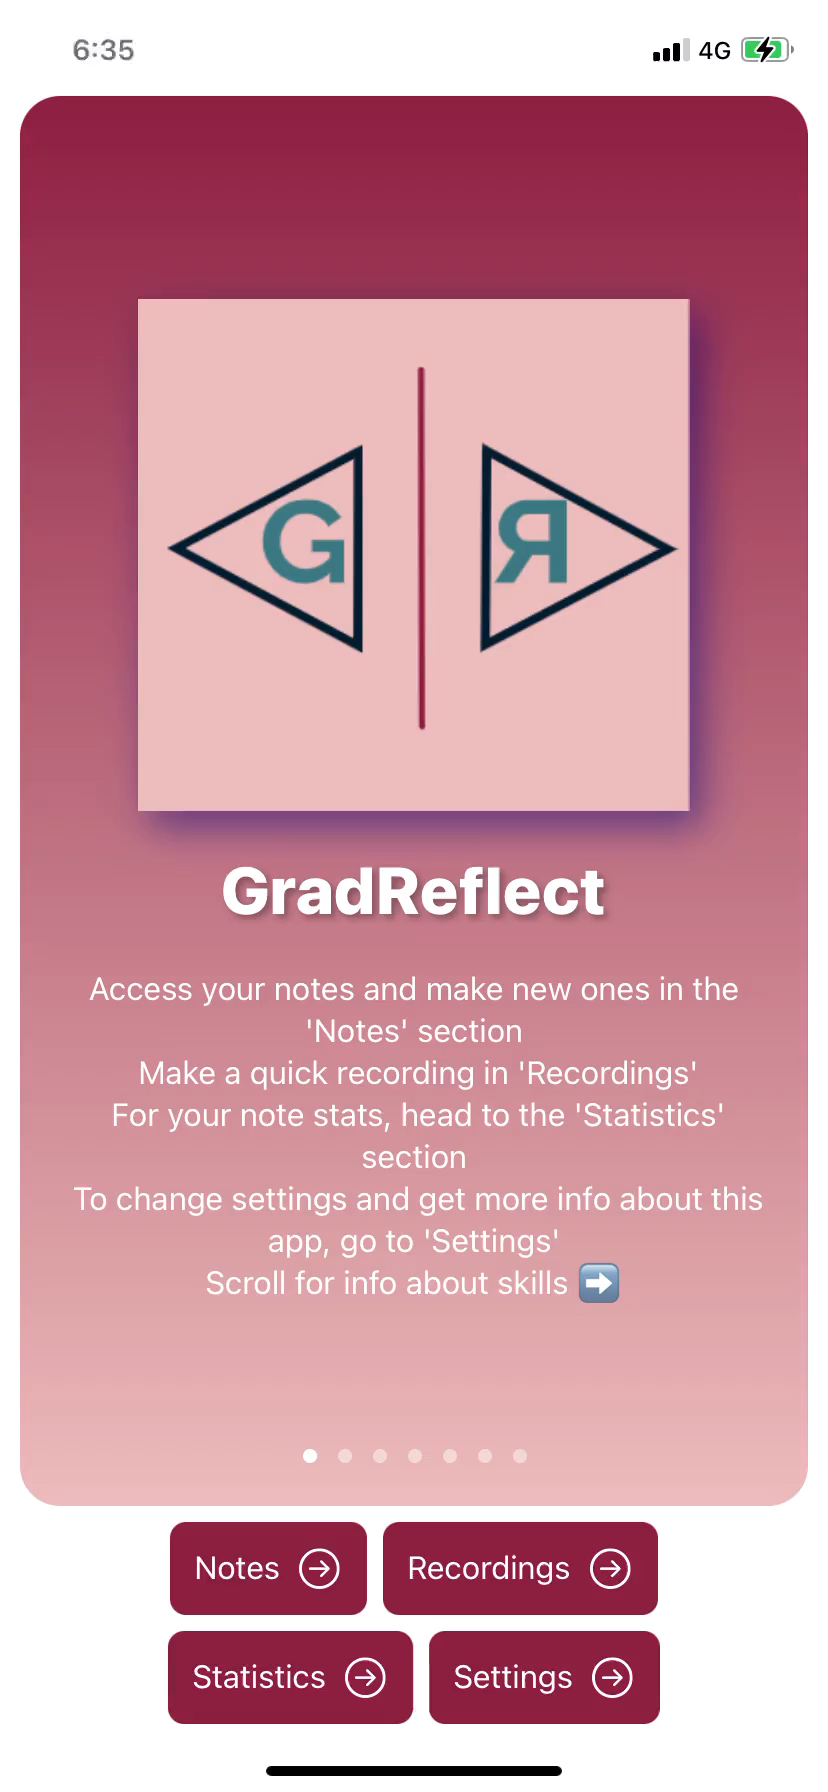 6:35 4G
G Я
GradReflect
Access your notes and make new ones in the
'Notes' section
Make a quick recording in 'Recordings'
For your note stats, head to the 'Statistics'
section
To change settings and get more info about this
app, go to 'Settings'
Scroll for info about skills ➡️
Notes Recordings
Statistics Settings